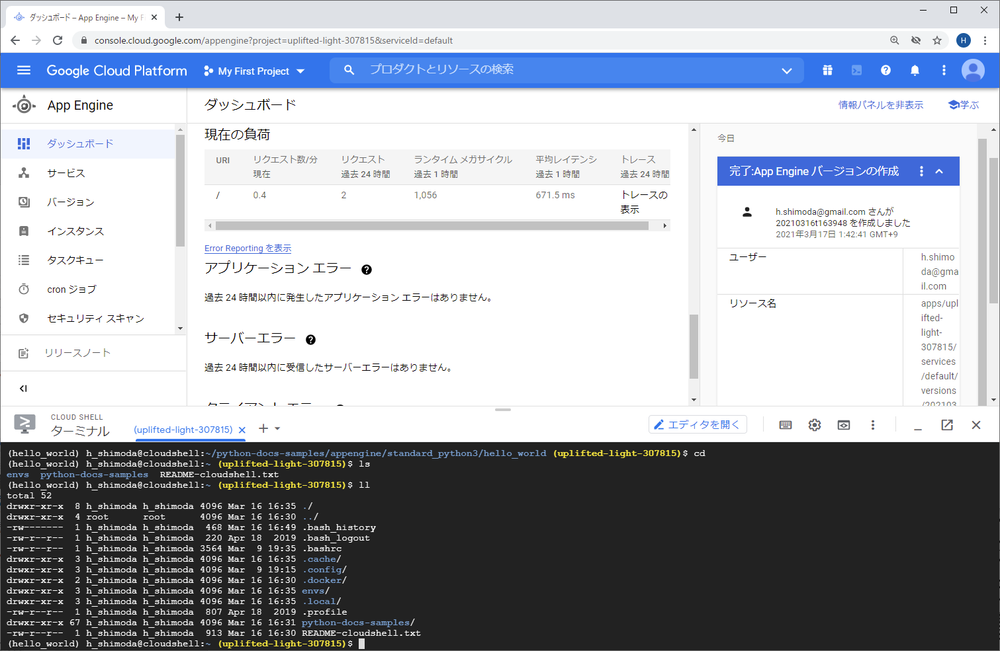 ダッシュボード – App Engine – My F
console.cloud.google.com/appengine?project=uplifted-light-307815&serviceId=default
H
Google Cloud Platform
My First Project
プロダクトとリソースの検索
App Engine
ダッシュボード
情報パネルを非表示
学ぶ
ダッシュボード
サービス
バージョン
インスタンス
タスクキュー
cron ジョブ
セキュリティ スキャン
リリースノート
現在の負荷
URI
リクエスト数/分
現在
リクエスト
過去 24 時間
ランタイム メガサイクル
過去 1 時間
平均レイテンシ
過去 1 時間
トレース
過去 24 時間
/
0.4
2
1,056
671.5 ms
トレースの
表示
Error Reporting を表示
アプリケーション エラー
過去 24 時間以内に発生したアプリケーション エラーはありません。
サーバーエラー
過去 24 時間以内に受信したサーバーエラーはありません。
クライアント エラー
今日
完了:App Engine バージョンの作成
h.shimoda@gmail.com さんが
20210316t163948 を作成しました
2021年3月17日 1:42:41 GMT+9
ユーザー
h.shimo
da@gma
il.com
リソース名
apps/upl
ifted-
light-
307815/
services
/default/
versions
/202103
CLOUD SHELL
ターミナル
(uplifted-light-307815)
エディタを開く
(hello_world) h_shimoda@cloudshell:~/python-docs-samples/appengine/standard_python3/hello_world (uplifted-light-307815)$ cd
(hello_world) h_shimoda@cloudshell:~ (uplifted-light-307815)$ ls
envs  python-docs-samples  README-cloudshell.txt
(hello_world) h_shimoda@cloudshell:~ (uplifted-light-307815)$ ll
total 52
drwxr-xr-x  8 h_shimoda h_shimoda 4096 Mar 16 16:35 ./
drwxr-xr-x  4 root      root      4096 Mar 16 16:30 ../
-rw-------  1 h_shimoda h_shimoda  468 Mar 16 16:49 .bash_history
-rw-r--r--  1 h_shimoda h_shimoda  220 Apr 18  2019 .bash_logout
-rw-r--r--  1 h_shimoda h_shimoda 3564 Mar  9 19:35 .bashrc
drwxr-xr-x  3 h_shimoda h_shimoda 4096 Mar 16 16:35 .cache/
drwxr-xr-x  3 h_shimoda h_shimoda 4096 Mar  9 19:15 .config/
drwxr-xr-x  2 h_shimoda h_shimoda 4096 Mar 16 16:30 .docker/
drwxr-xr-x  3 h_shimoda h_shimoda 4096 Mar 16 16:35 envs/
drwxr-xr-x  3 h_shimoda h_shimoda 4096 Mar 16 16:35 .local/
-rw-r--r--  1 h_shimoda h_shimoda  807 Apr 18  2019 .profile
drwxr-xr-x 67 h_shimoda h_shimoda 4096 Mar 16 16:31 python-docs-samples/
-rw-r--r--  1 h_shimoda h_shimoda  913 Mar 16 16:30 README-cloudshell.txt
(hello_world) h_shimoda@cloudshell:~ (uplifted-light-307815)$